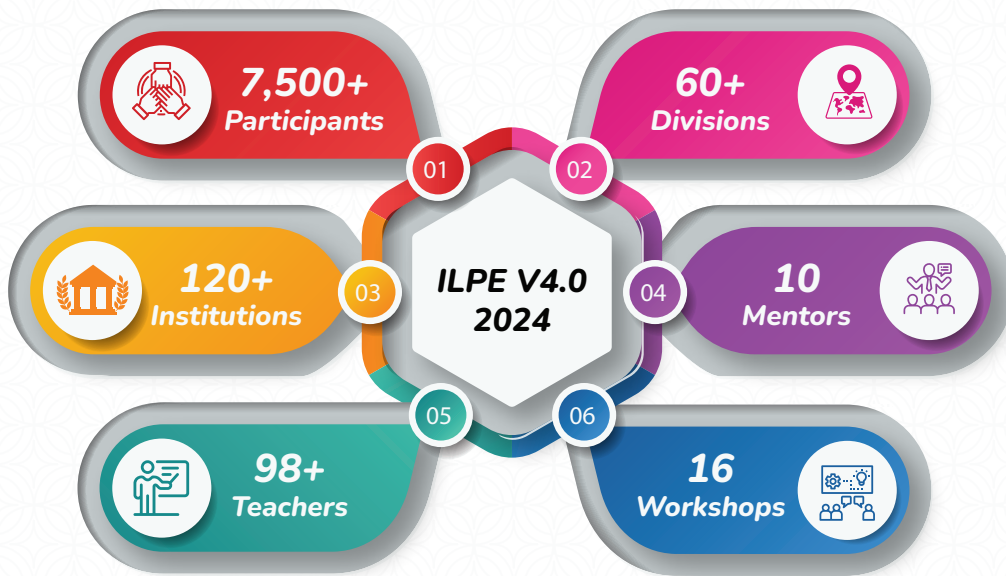 7,500+
Participants
01
60+
Divisions
02
120+
Institutions
03
ILPE V4.0
2024
04
10
Mentors
05
98+
Teachers
06
16
Workshops